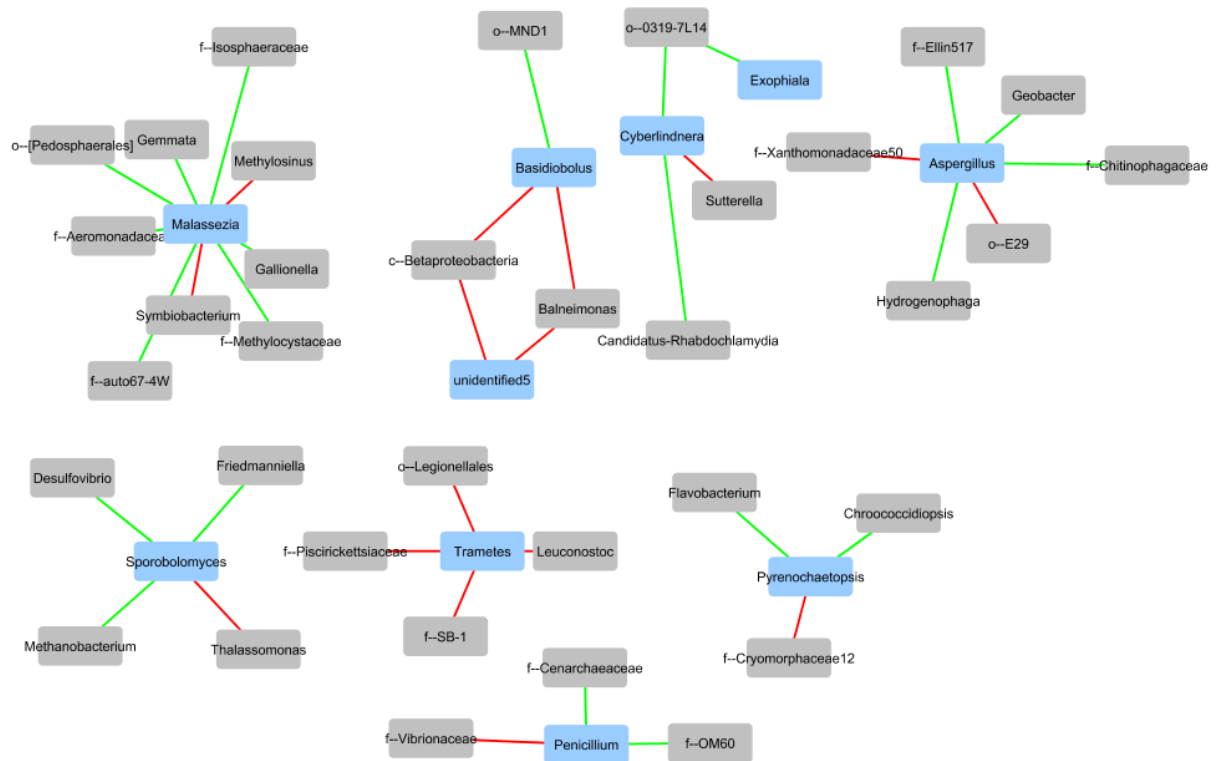 o--MND1
o--0319-7L14
f--Isosphaeraceae
f--Ellin517
Exophiala
Geobacter
o--[Pedosphaerales]
Gemmata
Methylosinus
Cyberlindnera
f--Xanthomonadaceae50
Basidiobolus
Aspergillus
f--Chitinophagaceae
Sutterella
Malassezia
f--Aeromonadacea
o--E29
c--Betaproteobacteria
Gallionella
Hydrogenophaga
Symbiobacterium
Balneimonas
f--Methylocystaceae
Candidatus-Rhabdochlamydia
f--auto67-4W
unidentified5
o--Legionellales
Friedmanniella
Desulfovibrio
Flavobacterium
Chroococcidiopsis
f--Piscirickettsiaceae
Trametes
Leuconostoc
Sporobolomyces
Pyrenochaetopsis
f--SB-1
Methanobacterium
Thalassomonas
f--Cryomorphaceae12
f--Cenarchaeaceae
f--Vibrionaceae
Penicillium
f--OM60